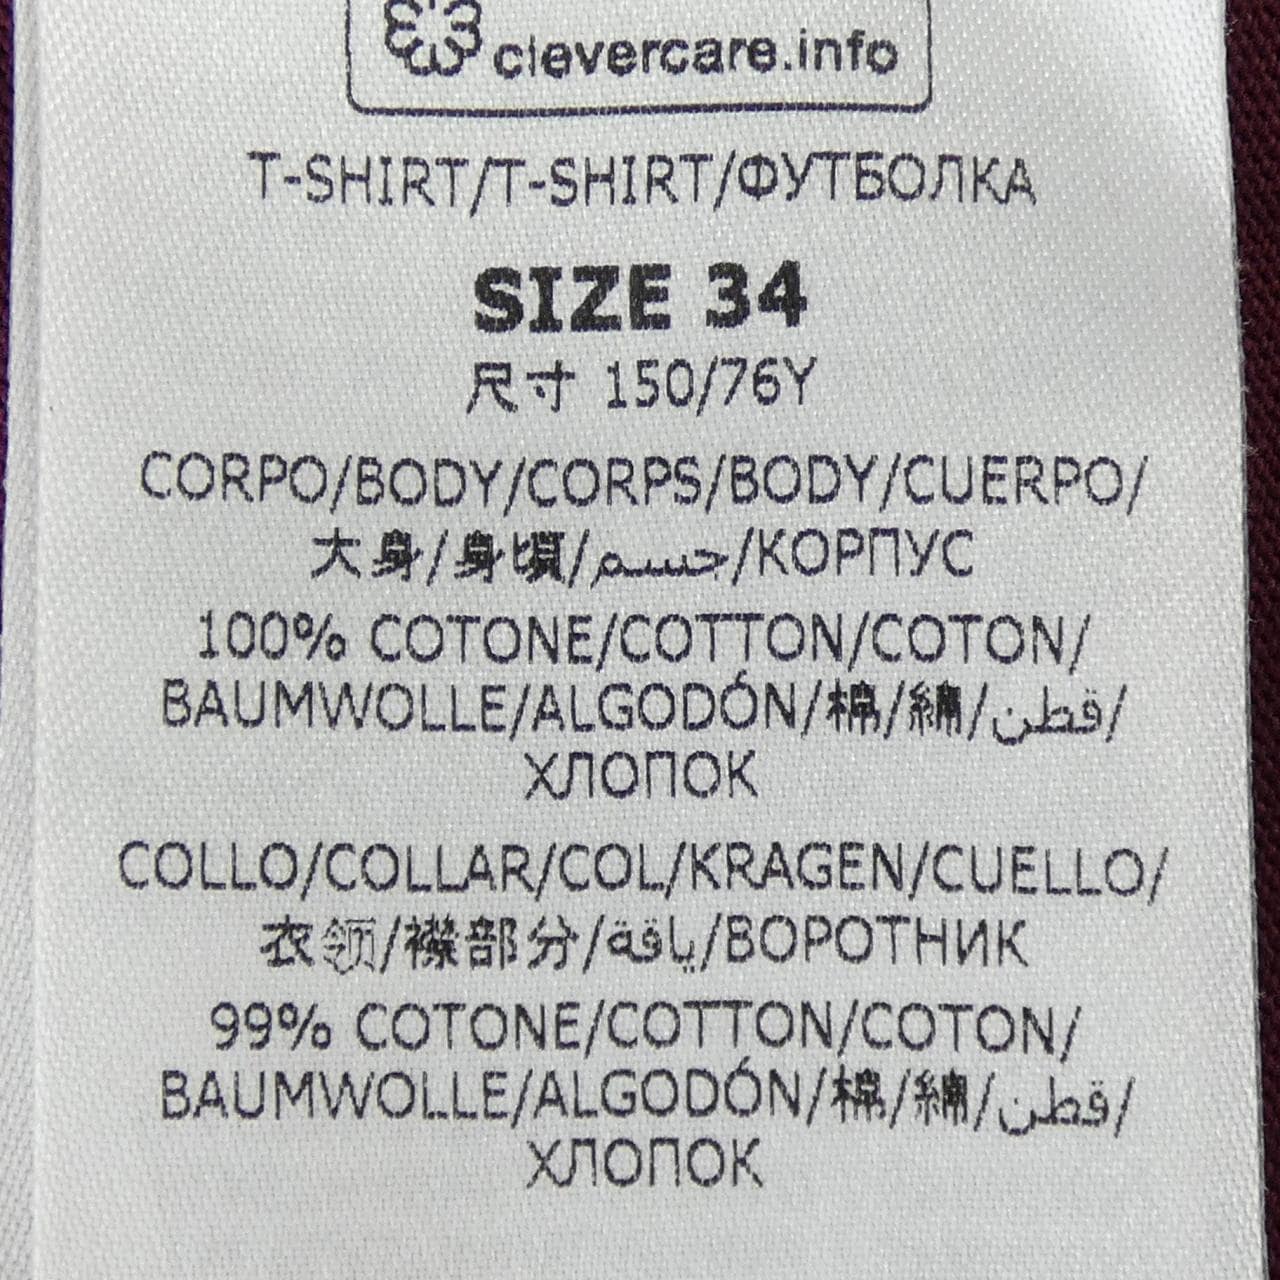 clevercare.info
T-SHIRT/T-SHIRT/ФУТБОЛКА
SIZE 34
尺寸 150/76Y
CORPO/BODY/CORPS/BODY/CUERPO/
大身/身頃/جسم/КОРПУС
100% COTONE/COTTON/COTON/
BAUMWOLLE/ALGODÓN/棉/綿/قطن/
ХЛОПОК
COLLO/COLLAR/COL/KRAGEN/CUELLO/
衣领/襟部分/ياقة/ВОРОТНИК
99% COTONE/COTTON/COTON/
BAUMWOLLE/ALGODÓN/棉/綿/قطن/
ХЛОПОК